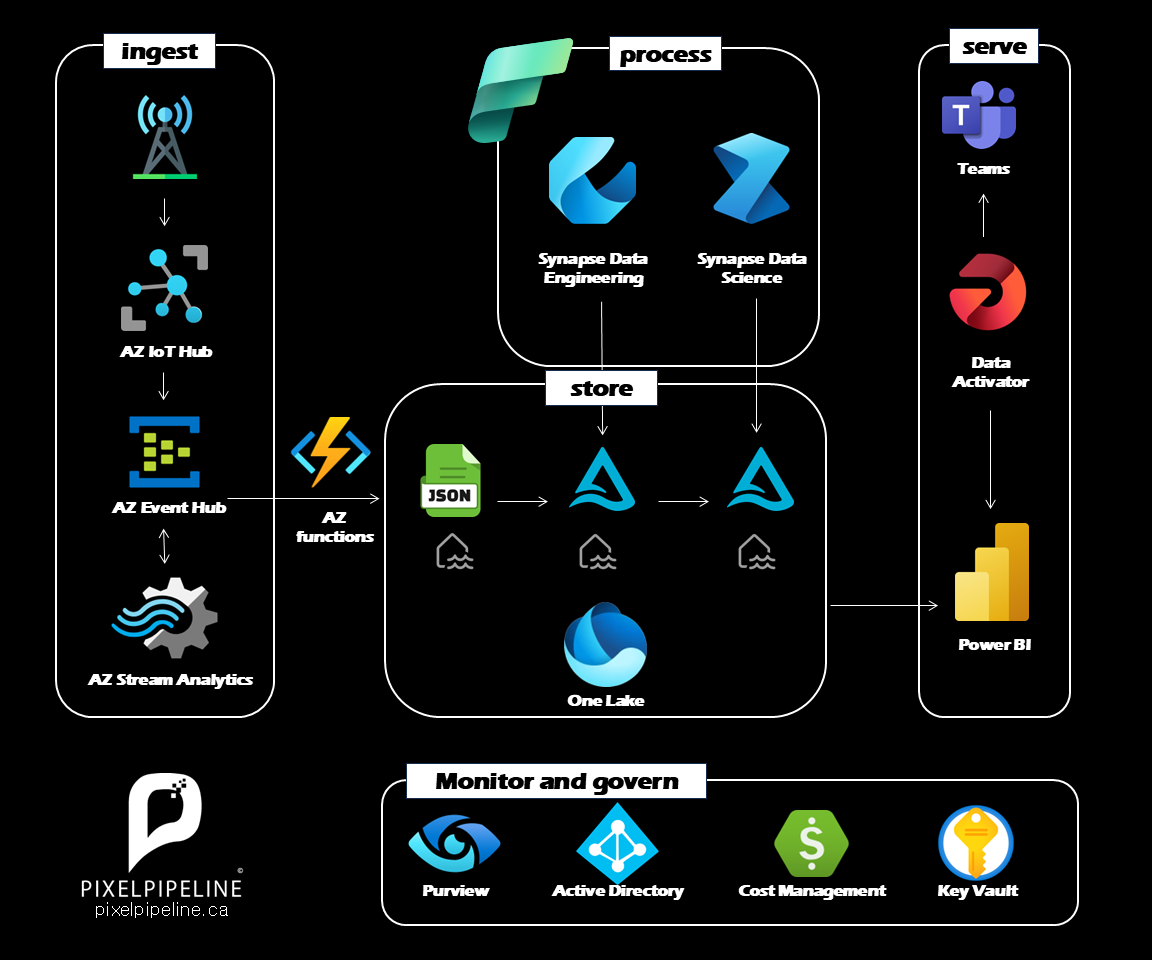 ingest
AZ IoT Hub
AZ Event Hub
AZ Stream Analytics
AZ
functions
process
Synapse Data
Engineering
Synapse Data
Science
store
JSON
One Lake
serve
T
Teams
Data
Activator
Power BI
Monitor and govern
Purview
Active Directory
$
Cost Management
Key Vault
PIXELPIPELINE ©
pixelpipeline.ca